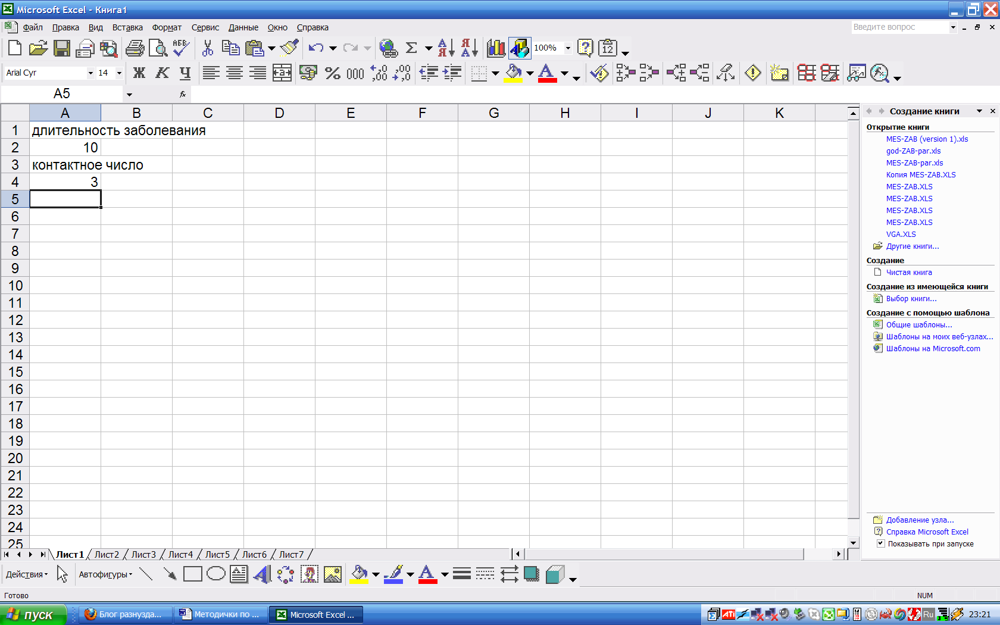 Microsoft Excel - Книга1
Файл Правка Вид Вставка Формат Сервис Данные Окно Справка Введите вопрос
100%
Arial Cyr 14 Ж К Ч % 000
A5 fx
A B C D E F G H I J K
1 длительность заболевания
2 10
3 контактное число
4 3
5
6
7
8
9
10
11
12
13
14
15
16
17
18
19
20
21
22
23
24
25
Создание книги
Открытие книги
MES-ZAB (version 1).xls
god-ZAB-par.xls
MES-ZAB-par.xls
Копия MES-ZAB.XLS
MES-ZAB.XLS
MES-ZAB.XLS
MES-ZAB.XLS
MES-ZAB.XLS
VGA.XLS
Другие книги...
Создание
Чистая книга
Создание из имеющейся книги
Выбор книги...
Создание с помощью шаблона
Общие шаблоны...
Шаблоны на моих веб-узлах...
Шаблоны на Microsoft.com
Добавление узла...
Справка Microsoft Excel
Показывать при запуске
Лист1 Лист2 Лист3 Лист4 Лист5 Лист6 Лист7
Действия Автофигуры
Готово NUM
пуск Блог разнузда... Методички по ... Microsoft Excel ... ATI Ru 23:21